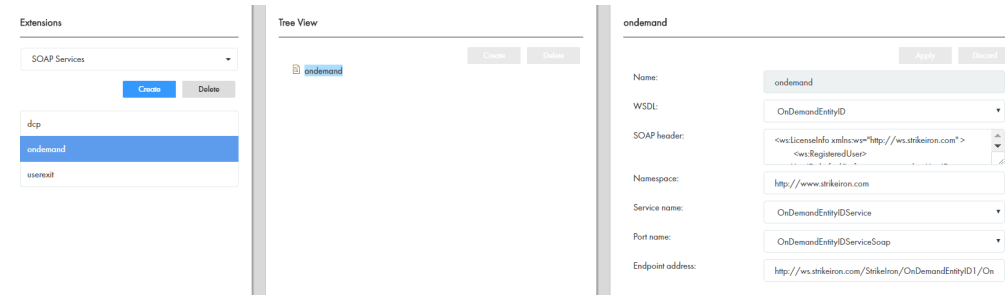 Extensions
SOAP Services
Create Delete
dcp
ondemand
userexit
Tree View
Create Delete
ondemand
ondemand
Apply Discard
Name: ondemand
WSDL: OnDemandEntityID
SOAP header: <ws:LicenseInfo xmlns:ws="http://ws.strikeiron.com" >
<ws:RegisteredUser>
Namespace: http://www.strikeiron.com
Service name: OnDemandEntityIDService
Port name: OnDemandEntityIDServiceSoap
Endpoint address: http://ws.strikeiron.com/StrikeIron/OnDemandEntityID1/On